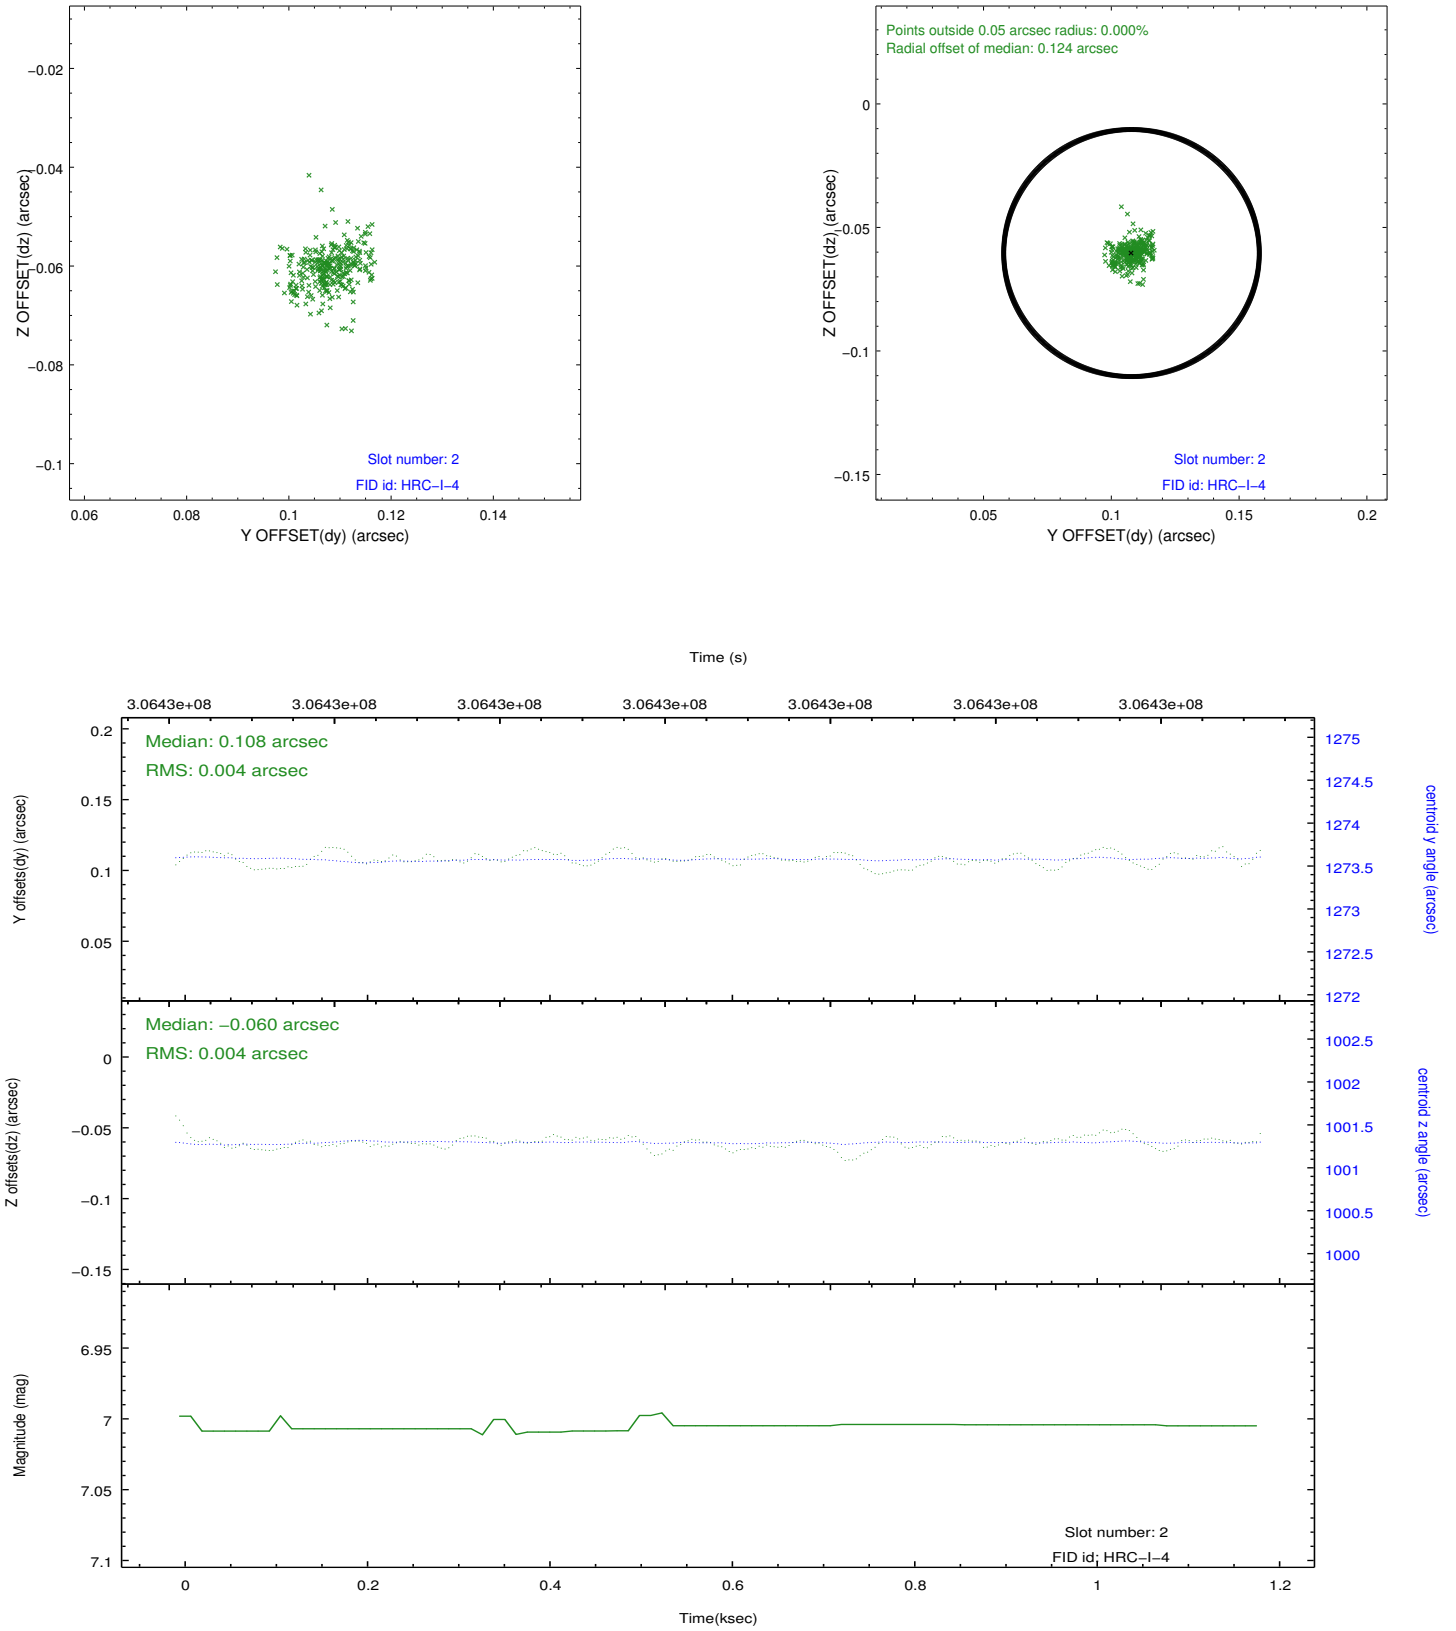 −0.02
−0.04
−0.06
−0.08
−0.1
Z OFFSET(dz) (arcsec)
Slot number: 2
FID id: HRC−I−4
0.06
0.08
0.1
0.12
0.14
Y OFFSET(dy) (arcsec)
Points outside 0.05 arcsec radius: 0.000%
Radial offset of median: 0.124 arcsec
0
−0.05
−0.1
−0.15
Z OFFSET(dz) (arcsec)
Slot number: 2
FID id: HRC−I−4
0.05
0.1
0.15
0.2
Y OFFSET(dy) (arcsec)
Time (s)
3.0643e+08 3.0643e+08 3.0643e+08 3.0643e+08 3.0643e+08 3.0643e+08 3.0643e+08
Median: 0.108 arcsec
RMS: 0.004 arcsec
0.2
0.15
0.1
0.05
Y offsets(dy) (arcsec)
1275
1274.5
1274
1273.5
1273
1272.5
1272
centroid y angle (arcsec)
Median: −0.060 arcsec
RMS: 0.004 arcsec
0
−0.05
−0.1
−0.15
Z offsets(dz) (arcsec)
1002.5
1002
1001.5
1001
1000.5
1000
centroid z angle (arcsec)
6.95
7
7.05
7.1
Magnitude (mag)
Slot number: 2
FID id: HRC−I−4
0
0.2
0.4
0.6
0.8
1
1.2
Time(ksec)